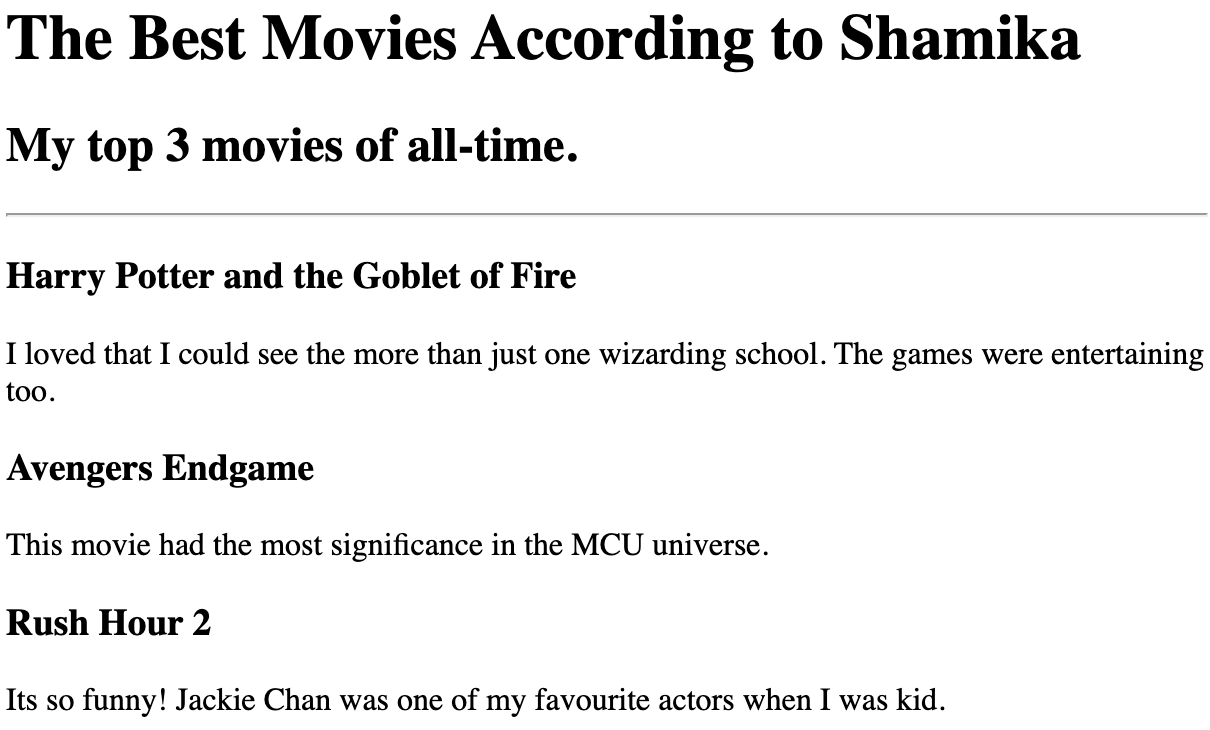 The Best Movies According to Shamika
My top 3 movies of all-time.
Harry Potter and the Goblet of Fire
I loved that I could see the more than just one wizarding school. The games were entertaining
too.
Avengers Endgame
This movie had the most significance in the MCU universe.
Rush Hour 2
Its so funny! Jackie Chan was one of my favourite actors when I was kid.